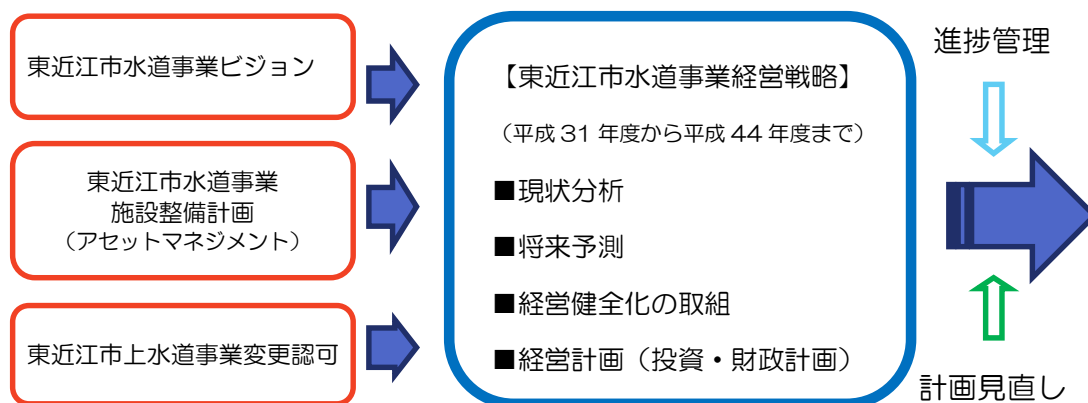 東近江市水道事業ビジョン
東近江市水道事業
施設整備計画
（アセットマネジメント）
東近江市上水道事業変更認可
【東近江市水道事業経営戦略】
（平成 31 年度から平成 44 年度まで）
■現状分析
■将来予測
■経営健全化の取組
■経営計画（投資・財政計画）
進捗管理
計画見直し